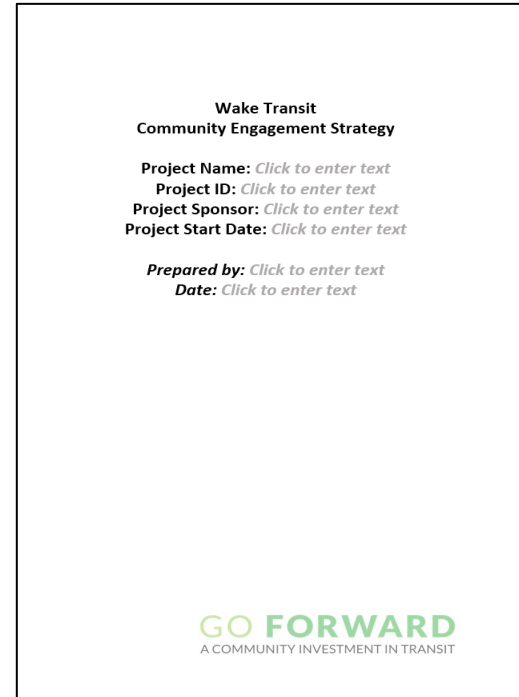 Wake Transit
Community Engagement Strategy
Project Name: Click to enter text
Project ID: Click to enter text
Project Sponsor: Click to enter text
Project Start Date: Click to enter text
Prepared by: Click to enter text
Date: Click to enter text
GO FORWARD
A COMMUNITY INVESTMENT IN TRANSIT